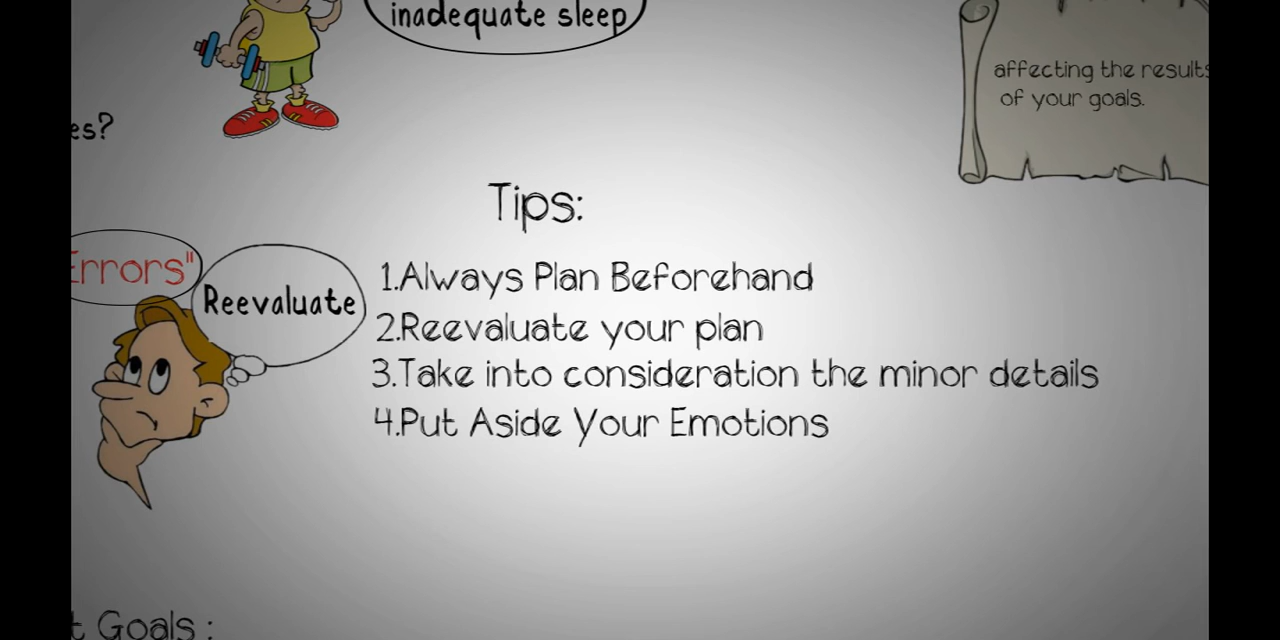 inadequate sleep
affecting the results
of your goals.
es?
Tips:
Errors"
Reevaluate
1.Always Plan Beforehand
2.Reevaluate your plan
3.Take into consideration the minor details
4.Put Aside Your Emotions
t Goals :